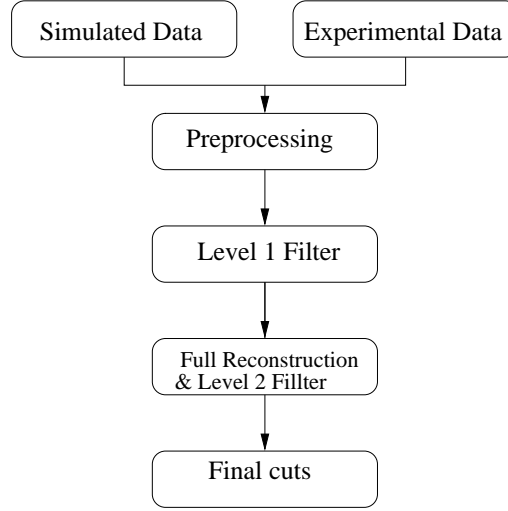 Simulated Data
Experimental Data
Preprocessing
Level 1 Filter
Full Reconstruction
& Level 2 Fillter
Final cuts